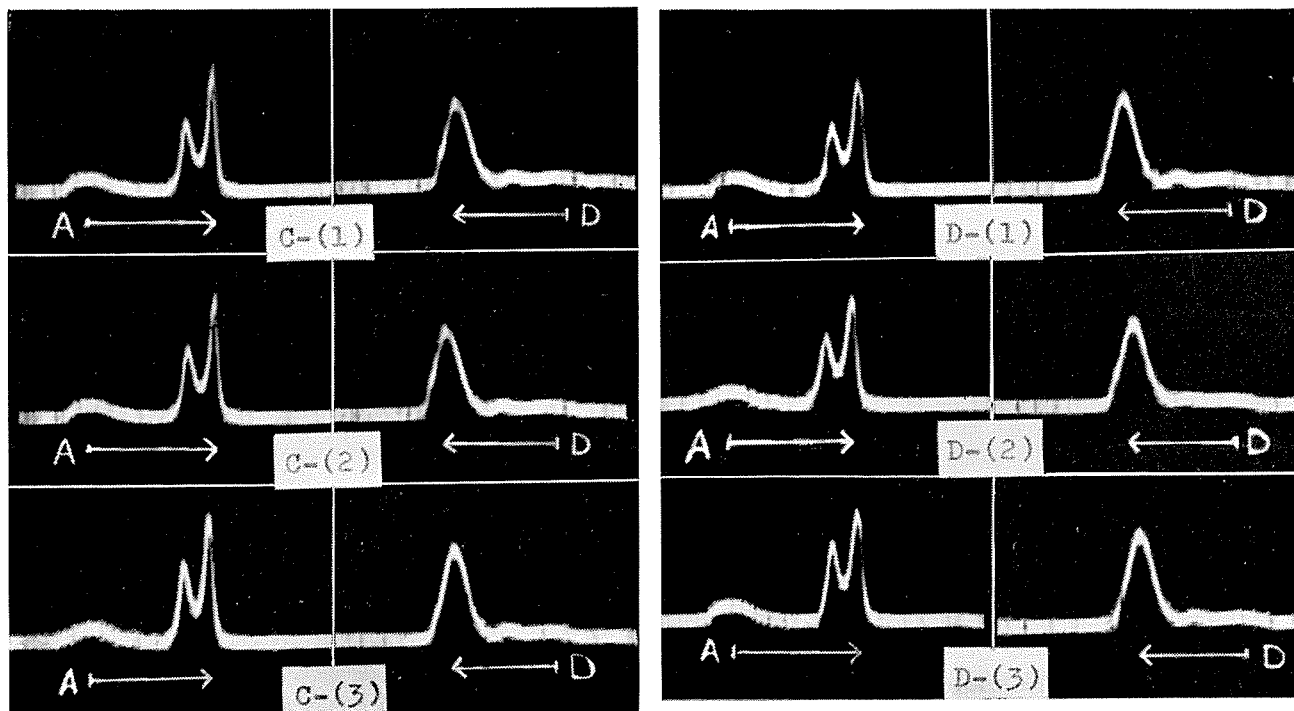 A D
C-(1)
A D
C-(2)
A D
C-(3)
A D
D-(1)
A D
D-(2)
A D
D-(3)